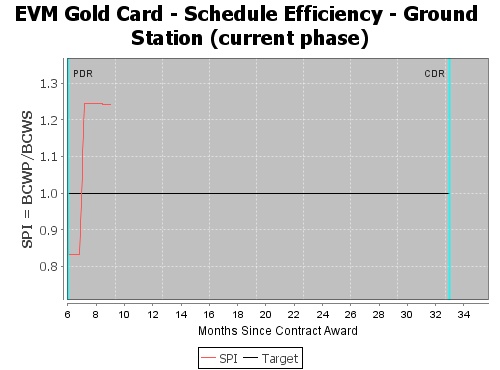 EVM Gold Card - Schedule Efficiency - Ground
Station (current phase)
PDR
CDR
1.3
1.2
1.1
1.0
0.9
0.8
SPI = BCWP/BCWS
6 8 10 12 14 16 18 20 22 24 26 28 30 32 34
Months Since Contract Award
SPI Target